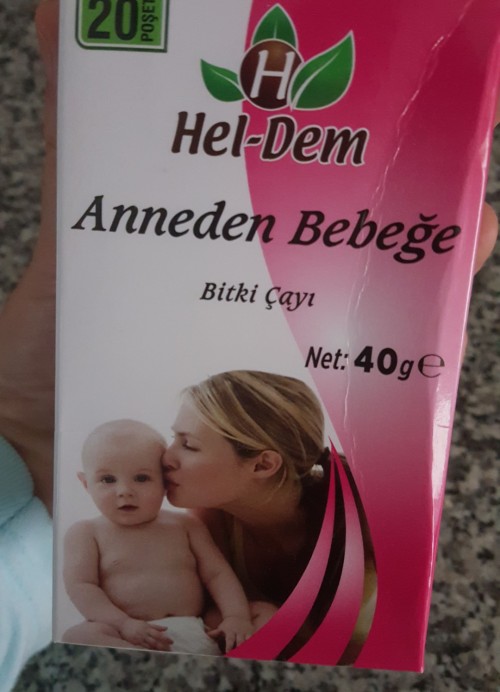 20 POŞET
H
Hel-Dem
Anneden Bebeğe
Bitki Çayı
Net: 40g℮